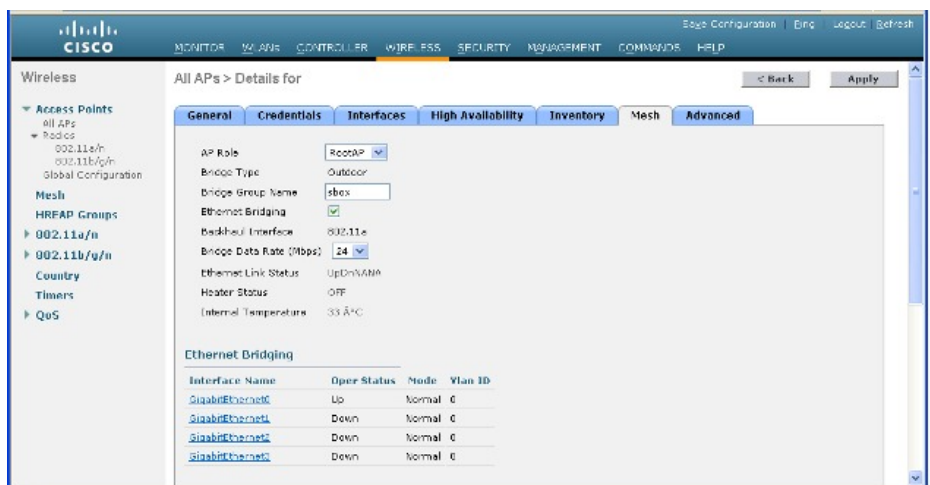 Save Configuration | Ping | Logout | Refresh
CISCO
MONITOR WLANs CONTROLLER WIRELESS SECURITY MANAGEMENT COMMANDS HELP
Wireless
All APs > Details for
< Back
Apply
Access Points
All APs
Radios
802.11a/n
802.11b/g/n
Global Configuration
Mesh
HREAP Groups
802.11a/n
802.11b/g/n
Country
Timers
QoS
General Credentials Interfaces High Availability Inventory Mesh Advanced
AP Role RootAP
Bridge Type Outdoor
Bridge Group Name sbox
Ethernet Bridging
Backhaul Interface 802.11a
Bridge Data Rate (Mbps) 24
Ethernet Link Status UpDnNANA
Heater Status OFF
Internal Temperature 33 Â°C
Ethernet Bridging
Interface Name Oper Status Mode Vlan ID
GigabitEthernet0 Up Normal 0
GigabitEthernet1 Down Normal 0
GigabitEthernet2 Down Normal 0
GigabitEthernet3 Down Normal 0